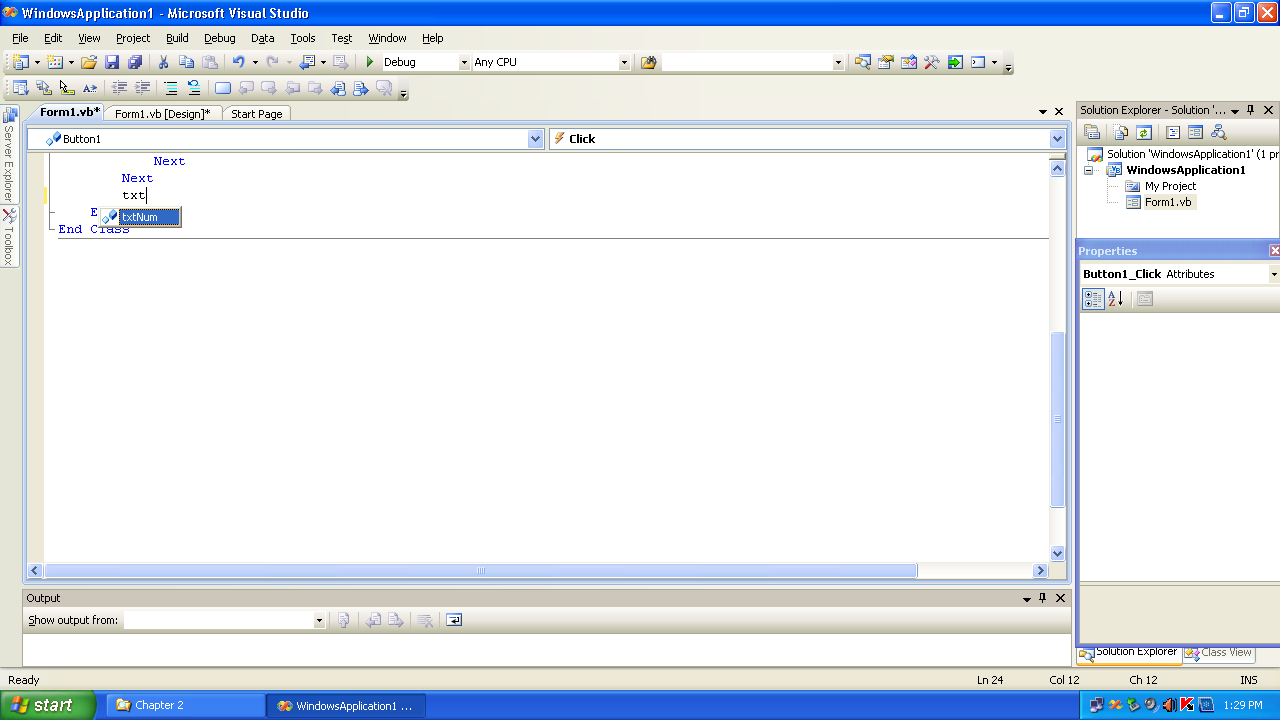 WindowsApplication1 - Microsoft Visual Studio
File Edit View Project Build Debug Data Tools Test Window Help
Debug Any CPU
Form1.vb* Form1.vb [Design]* Start Page
Button1 Click
Next
Next
txt
E
txtNum
End Class
Server Explorer
Toolbox
Solution Explorer - Solution '...
Solution 'WindowsApplication1' (1 pr
WindowsApplication1
My Project
Form1.vb
Properties
Button1_Click Attributes
Solution Explorer Class View
Output
Show output from:
Ready Ln 24 Col 12 Ch 12 INS
start Chapter 2 WindowsApplication1 ... 1:29 PM